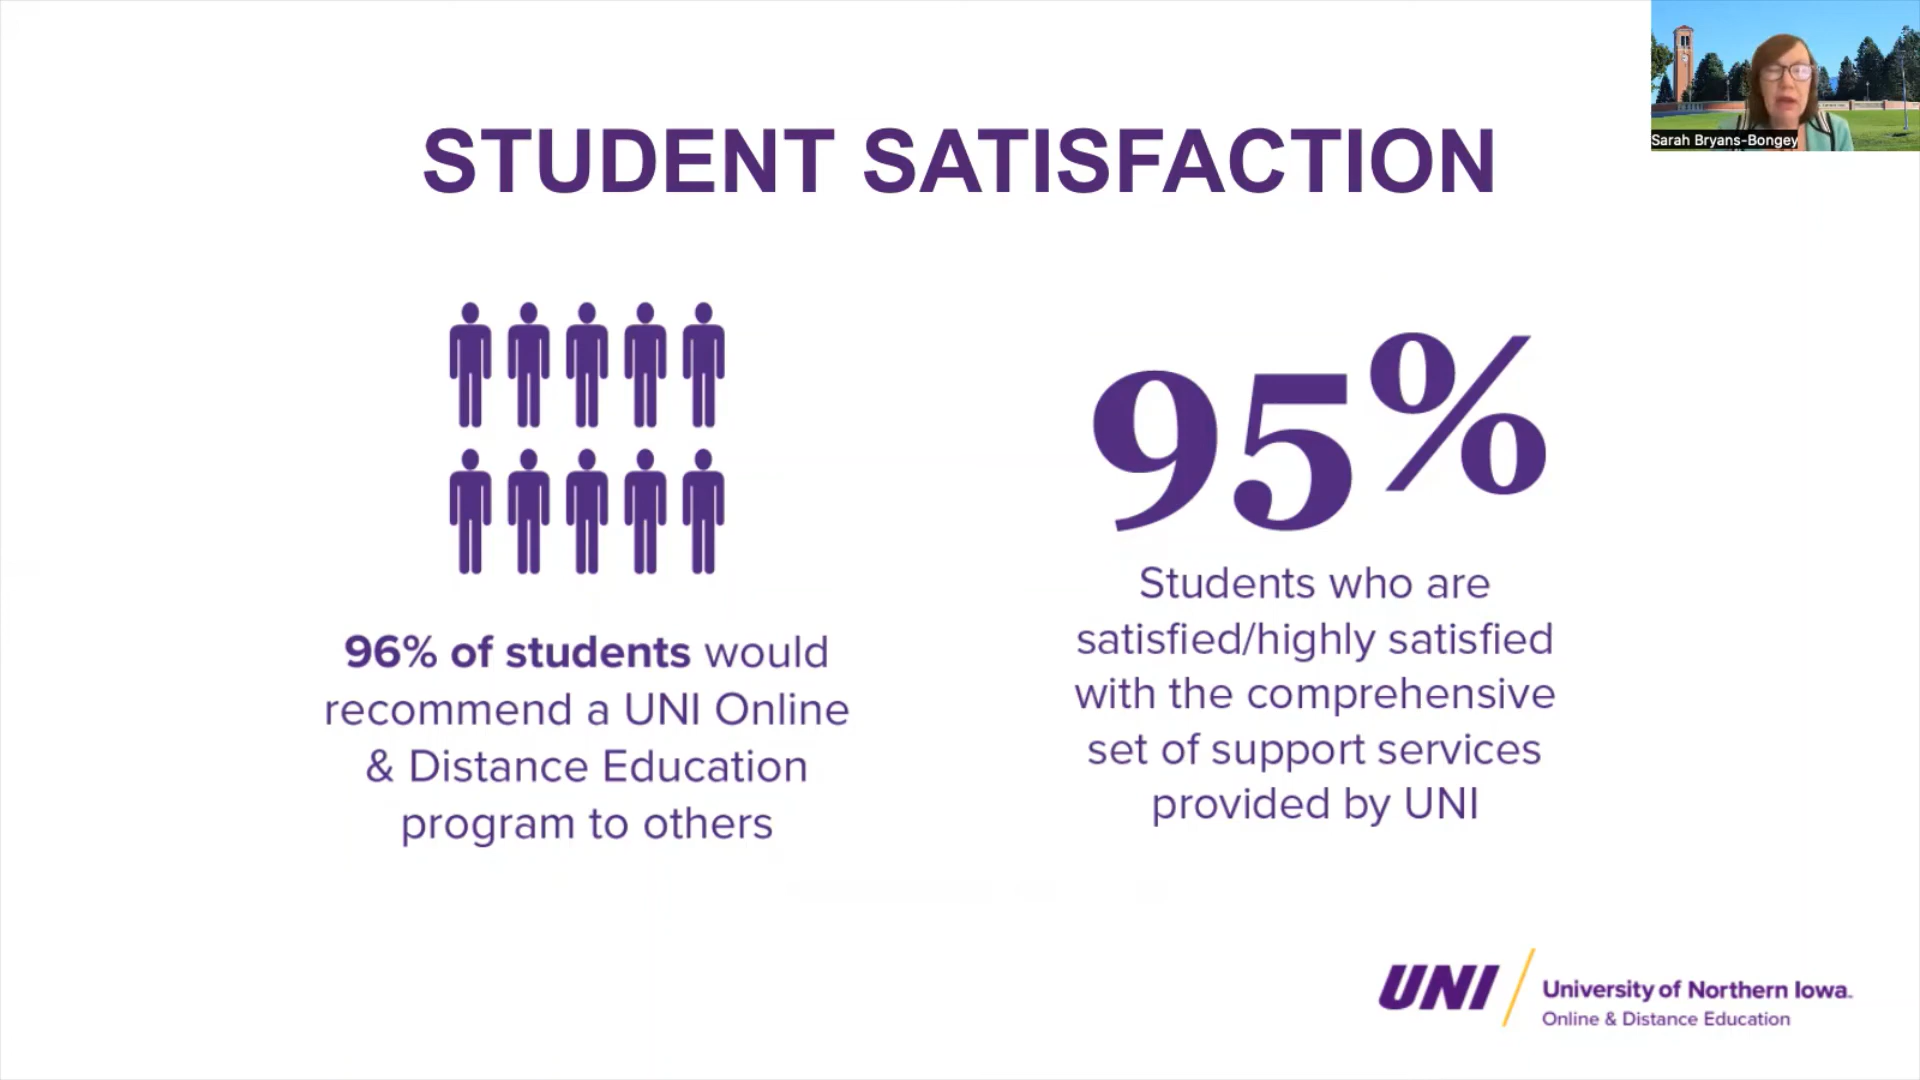 STUDENT SATISFACTION
96% of students would
recommend a UNI Online
& Distance Education
program to others
95%
Students who are
satisfied/highly satisfied
with the comprehensive
set of support services
provided by UNI
Sarah Bryans-Bongey
UNI
University of Northern Iowa.
Online & Distance Education